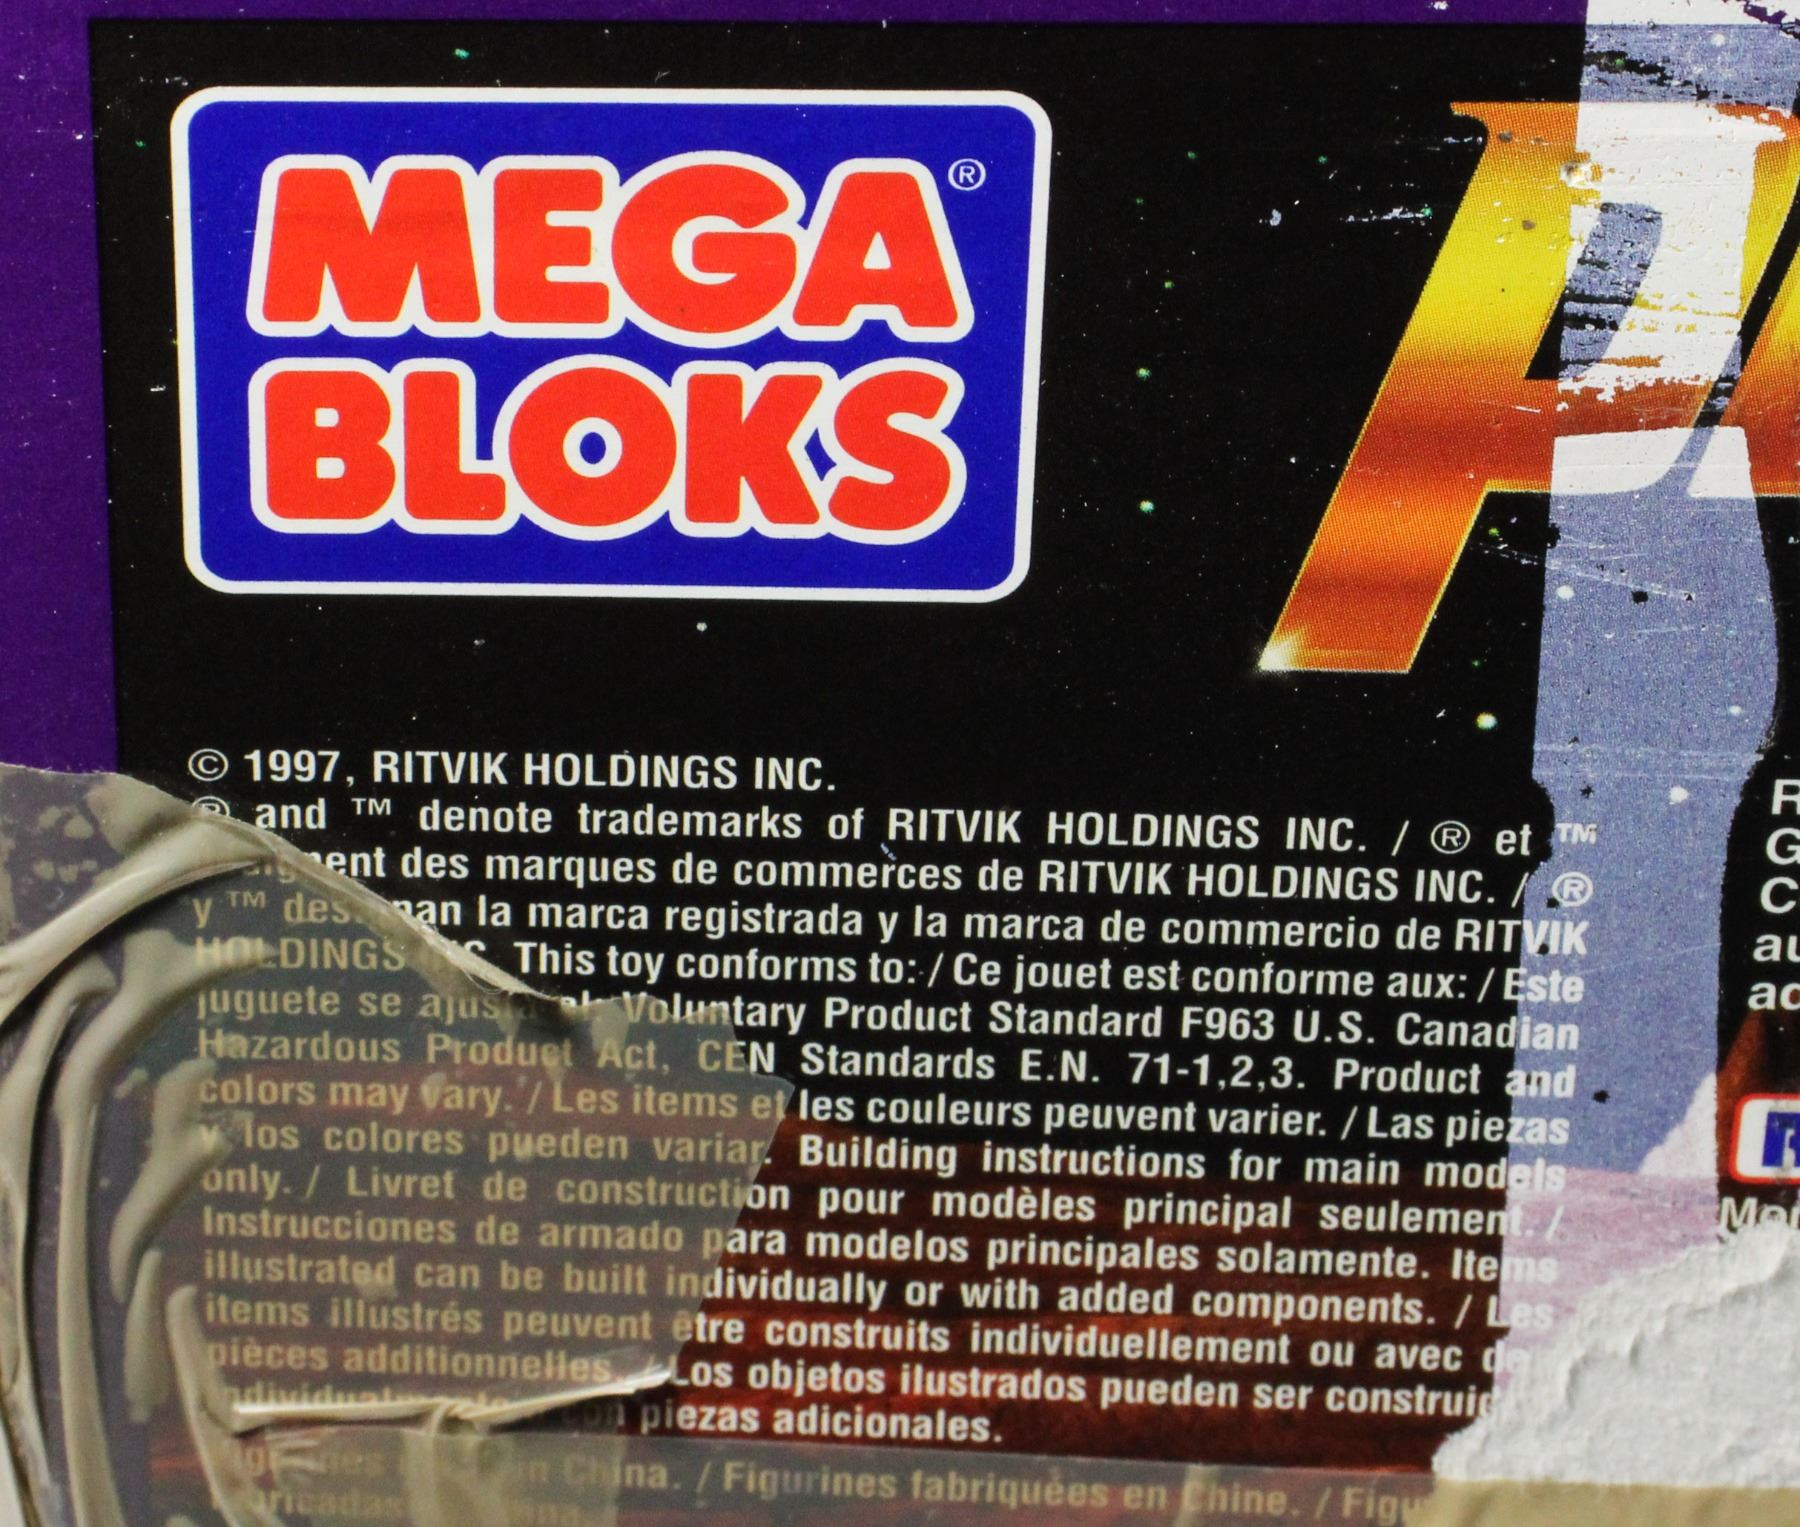 MEGA®
BLOKS
© 1997, RITVIK HOLDINGS INC.
® and ™ denote trademarks of RITVIK HOLDINGS INC. / ® et ™
des marques de commerces de RITVIK HOLDINGS INC. / ®
y ™ la marca registrada y la marca de commercio de RITVIK
HOLDINGS This toy conforms to: / Ce jouet est conforme aux: / Este
juguete se Voluntary Product Standard F963 U.S. Canadian
Hazardous Product Act, CEN Standards E.N. 71-1,2,3. Product and
colors may vary. / Les items et les couleurs peuvent varier. / Las piezas
y los colores pueden variar. Building instructions for main models
only. / Livret de construction pour modèles principal seulement. /
Instrucciones de armado para modelos principales solamente. Items
illustrated can be built individually or with added components. / Les
items illustrés peuvent être construits individuellement ou avec
pièces additionnelles. / Los objetos ilustrados pueden ser
con piezas adicionales.
in China. / Figurines fabriquées en Chine. /